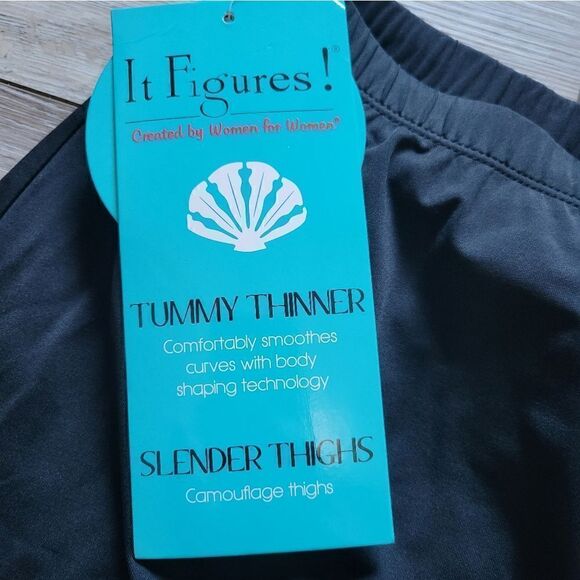 It Figures!®
Created by Women for Women®
TUMMY THINNER
Comfortably smoothes
curves with body
shaping technology
SLENDER THIGHS
Camouflage thighs